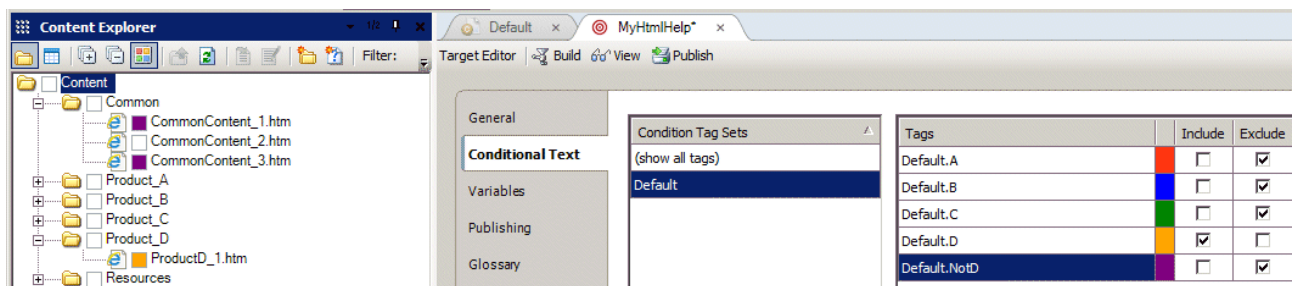 Content Explorer
1/2
Default
MyHtmlHelp*
Filter:
Target Editor
Build
View
Publish
Content
Common
CommonContent_1.htm
CommonContent_2.htm
CommonContent_3.htm
Product_A
Product_B
Product_C
Product_D
ProductD_1.htm
Resources
General
Conditional Text
Variables
Publishing
Glossary
Condition Tag Sets
(show all tags)
Default
Tags
Include
Exclude
Default.A
Default.B
Default.C
Default.D
Default.NotD